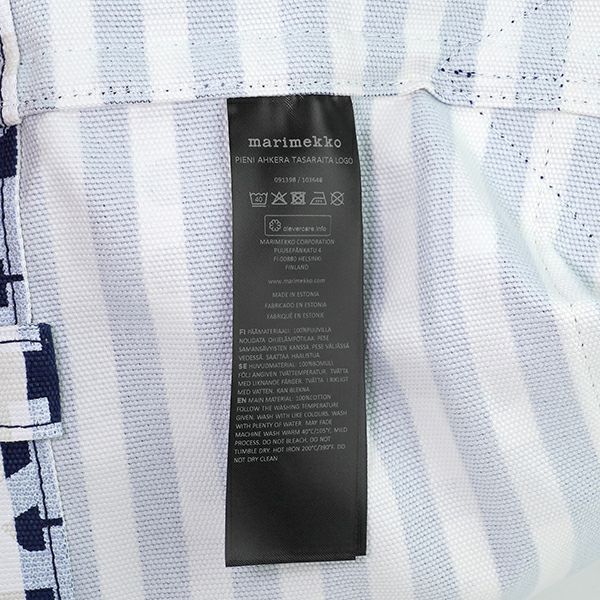 marimekko
PIENI AHKERA TASARAITA LOGO
091398 / 103648
40
clevercare.info
MARIMEKKO CORPORATION
PUUSEPÄNKATU 4
FI-00880 HELSINKI
FINLAND
www.marimekko.com
MADE IN ESTONIA
FABRICADO EN ESTONIE
FABRIQUÉ EN ESTONIE
FI PÄÄMATERIAALI: 100%PUUVILLA
NOUDATA OHJELÄMPÖTILAA. PESE
SAMANSÄVYISTEN KANSSA. PESE VÄLJÄSSÄ
VEDESSÄ. SAATTAA HAALISTUA
SE HUVUDMATERIAL: 100%BOMULL
FÖLJ ANGIVEN TVÄTTEMPERATUR. TVÄTTA
MED LIKNANDE FÄRGER. TVÄTTA I RIKLIGT
MED VATTEN. KAN BLEKNA
EN MAIN MATERIAL: 100%COTTON
FOLLOW THE WASHING TEMPERATURE
GIVEN. WASH WITH LIKE COLOURS. WASH
WITH PLENTY OF WATER. MAY FADE
MACHINE WASH WARM 40°C/105°F. MILD
PROCESS. DO NOT BLEACH. DO NOT
TUMBLE DRY. HOT IRON 200°C/390°F. DO
NOT DRY CLEAN